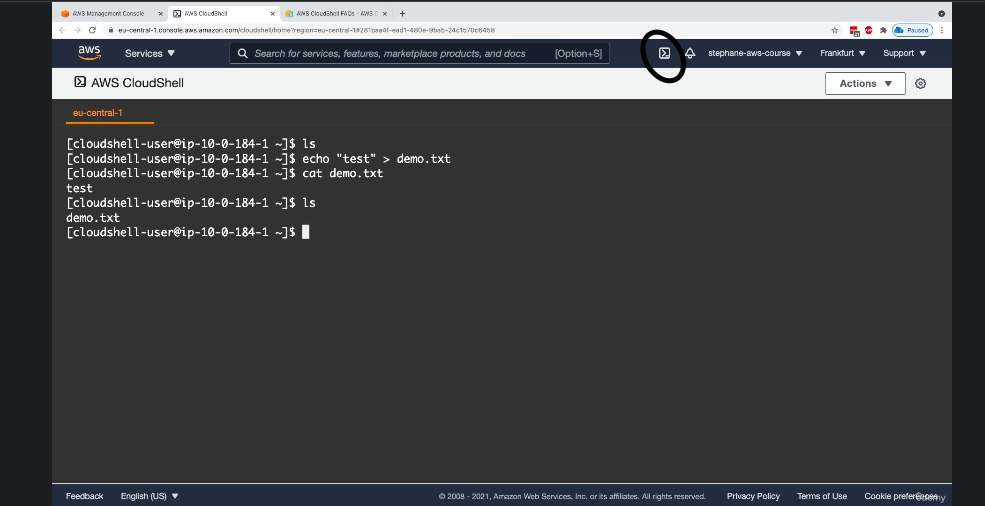 AWS Management Console
AWS CloudShell
AWS CloudShell FAQs - AWS C
eu-central-1.console.aws.amazon.com/cloudshell/home?region=eu-central-1#281baa4f-ead1-480e-9ba5-24c1570c6458
Paused
aws
Services
Search for services, features, marketplace products, and docs
[Option+S]
stephane-aws-course
Frankfurt
Support
AWS CloudShell
Actions
eu-central-1
[cloudshell-user@ip-10-0-184-1 ~]$ ls
[cloudshell-user@ip-10-0-184-1 ~]$ echo "test" > demo.txt
[cloudshell-user@ip-10-0-184-1 ~]$ cat demo.txt
test
[cloudshell-user@ip-10-0-184-1 ~]$ ls
demo.txt
[cloudshell-user@ip-10-0-184-1 ~]$
Feedback
English (US)
© 2008 - 2021, Amazon Web Services, Inc. or its affiliates. All rights reserved.
Privacy Policy
Terms of Use
Cookie preferences